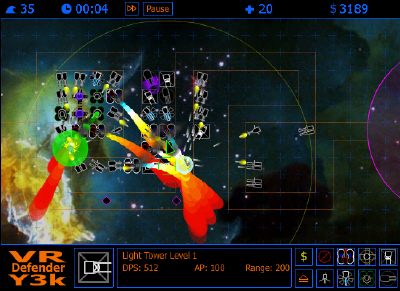 35 00:04 Pause 20 $3189
VR
Defender
Y3k
Light Tower Level 1
DPS: 512 AP: 100 Range: 200
$